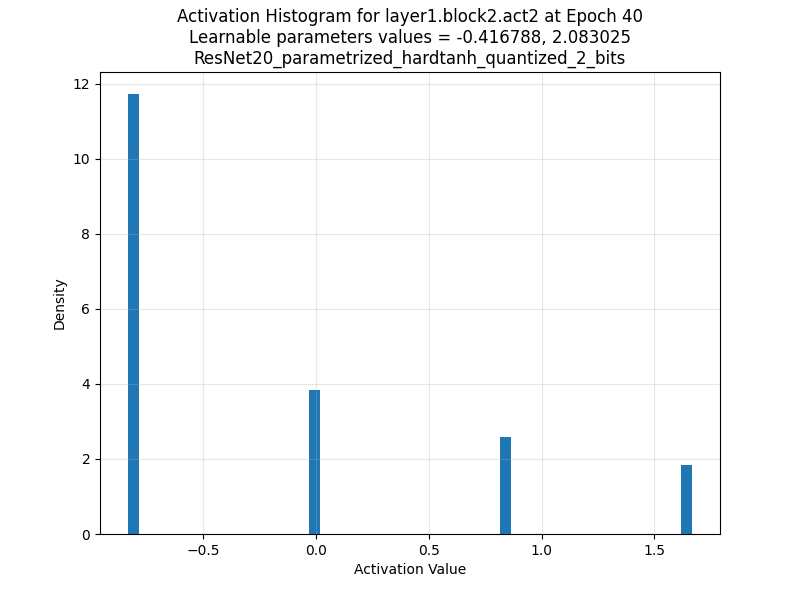 Activation Histogram for layer1.block2.act2 at Epoch 40
Learnable parameters values = -0.416788, 2.083025
ResNet20_parametrized_hardtanh_quantized_2_bits
12
10
8
6
4
2
0
Density
−0.5
0.0
0.5
1.0
1.5
Activation Value